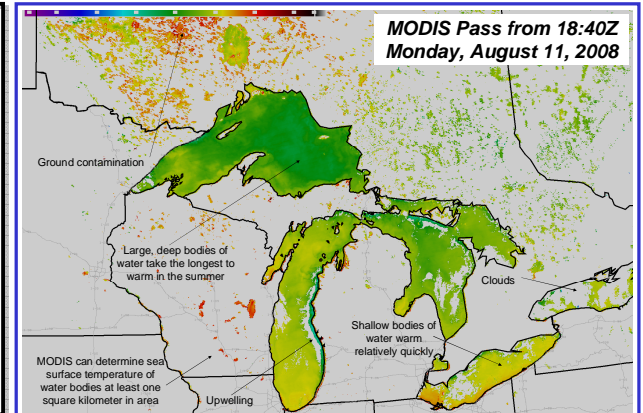 MODIS Pass from 18:40Z
Monday, August 11, 2008
Ground contamination
Large, deep bodies of
water take the longest to
warm in the summer
Clouds
Shallow bodies of
water warm
relatively quickly
MODIS can determine sea
surface temperature of
water bodies at least one
square kilometer in area
Upwelling